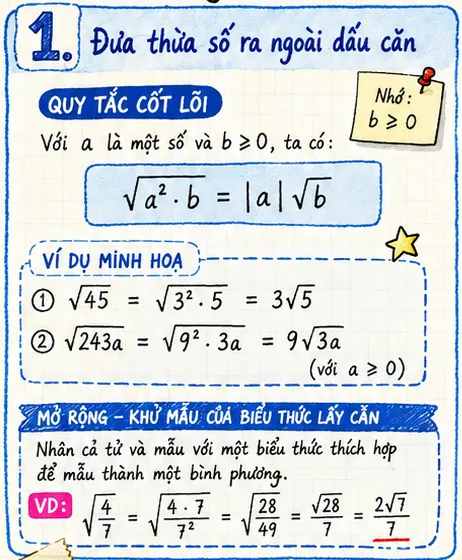 1. Đưa thừa số ra ngoài dấu căn
QUY TẮC CỐT LÕI
Nhớ:
b ≥ 0
Với a là một số và b ≥ 0, ta có:
√(a² · b) = |a| √b
VÍ DỤ MINH HOẠ
① √45 = √(3² · 5) = 3√5
② √(243a) = √(9² · 3a) = 9√(3a)
(với a ≥ 0)
MỞ RỘNG – KHỬ MẪU CỦA BIỂU THỨC LẤY CĂN
Nhân cả tử và mẫu với một biểu thức thích hợp
để mẫu thành một bình phương.
VD: √(4/7) = √((4 · 7)/7²) = √(28/49) = √28/7 = 2√7/7